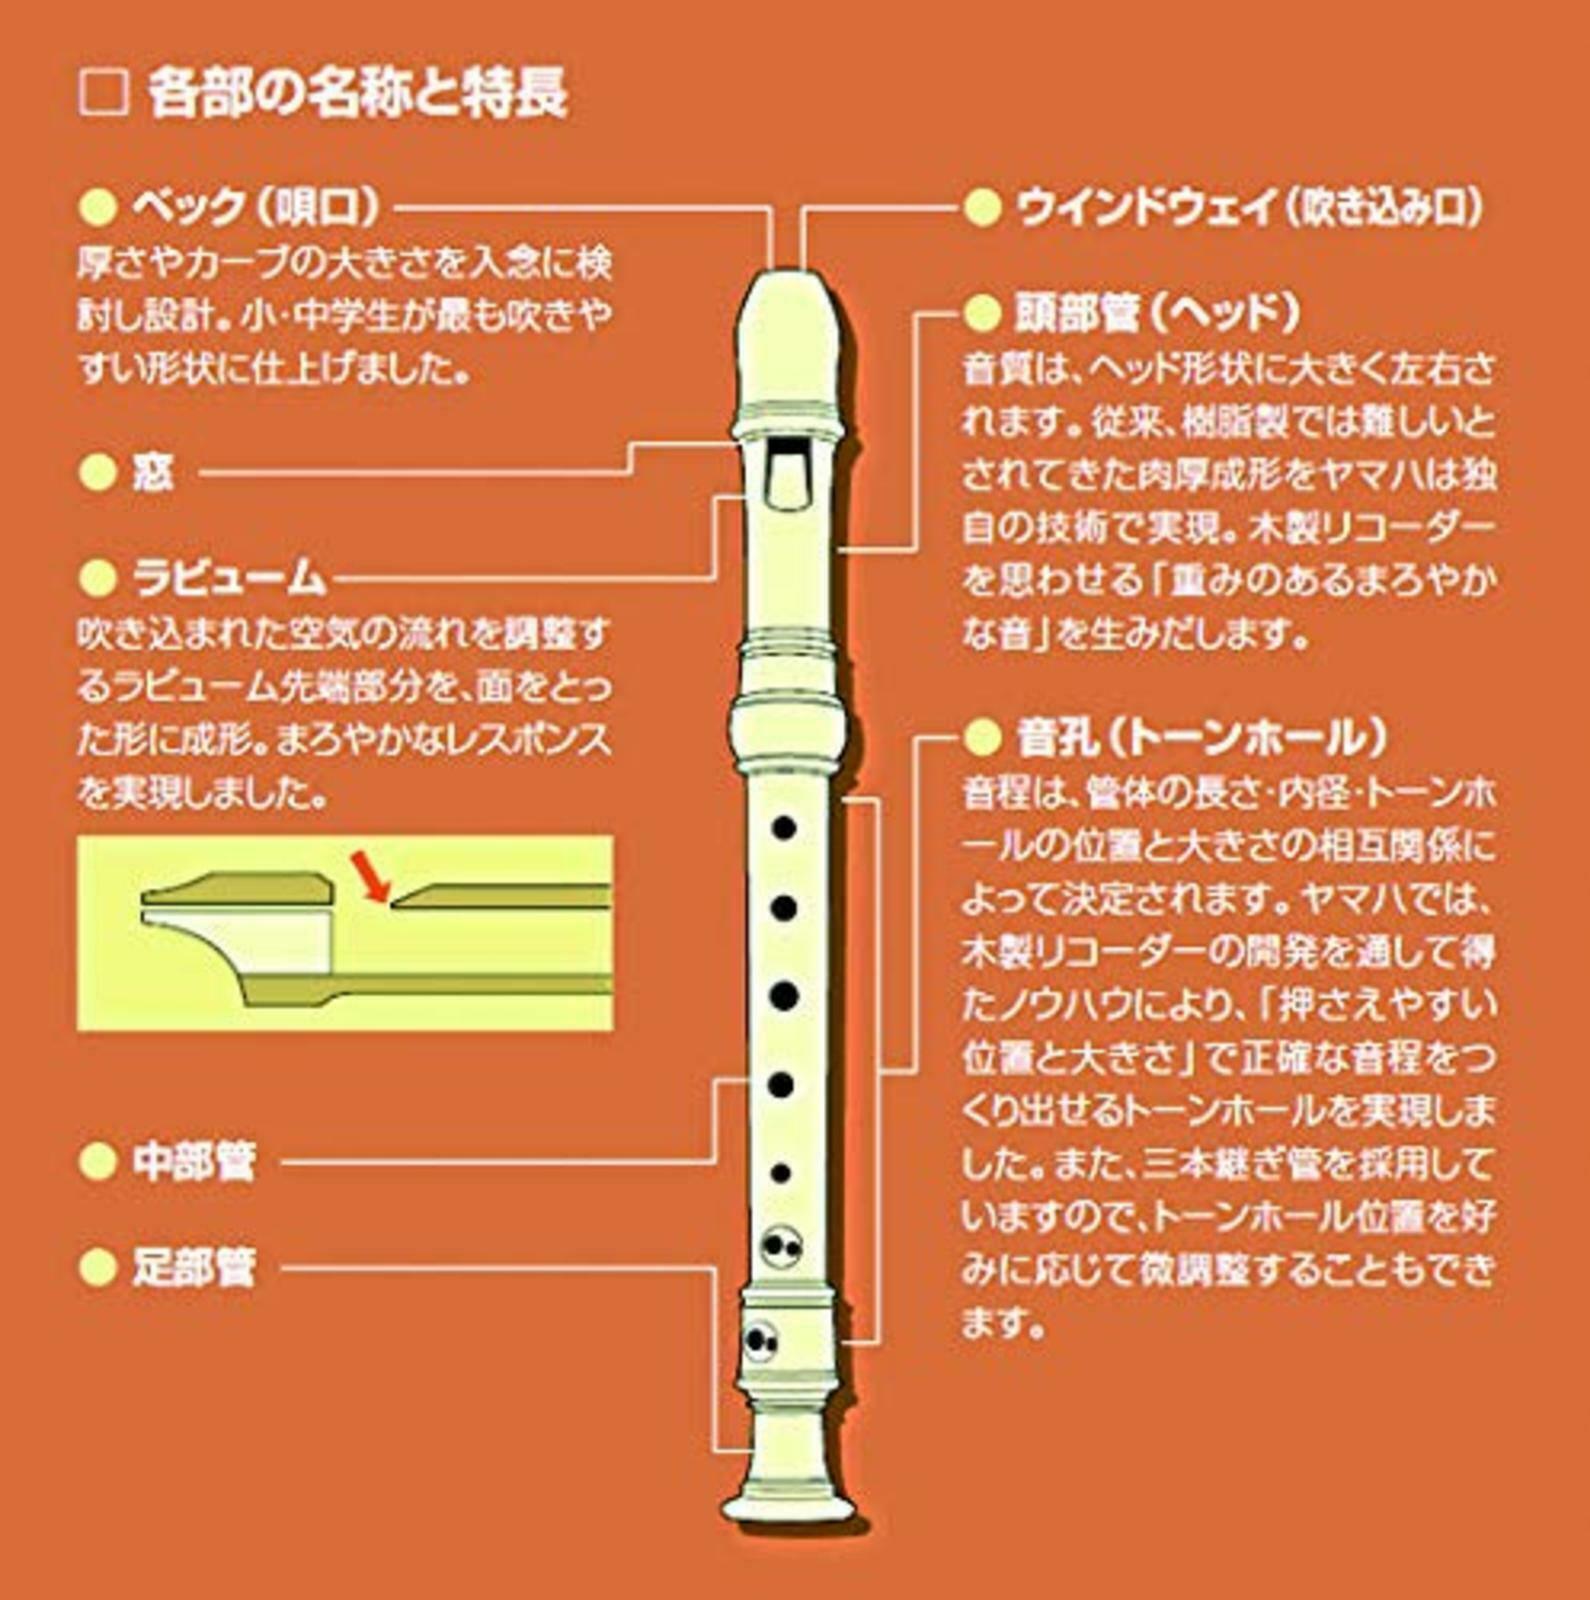 □ 各部の名称と特長
● ベック(唄口)
厚さやカーブの大きさを入念に検
討し設計。小・中学生が最も吹きや
すい形状に仕上げました。
● 窓
● ラビューム
吹き込まれた空気の流れを調整す
るラビューム先端部分を、面をとっ
た形に成形。まろやかなレスポンス
を実現しました。
● 中部管
● 足部管
● ウインドウェイ(吹き込み口)
● 頭部管(ヘッド)
音質は、ヘッド形状に大きく左右さ
れます。従来、樹脂製では難しいと
されてきた肉厚成形をヤマハは独
自の技術で実現。木製リコーダー
を思わせる「重みのあるまろやか
な音」を生みだします。
● 音孔(トーンホール)
音程は、管体の長さ・内径・トーンホ
ールの位置と大きさの相互関係に
よって決定されます。ヤマハでは、
木製リコーダーの開発を通して得
たノウハウにより、「押さえやすい
位置と大きさ」で正確な音程をつ
くり出せるトーンホールを実現しま
した。また、三本継ぎ管を採用して
いますので、トーンホール位置を好
みに応じて微調整することもでき
ます。